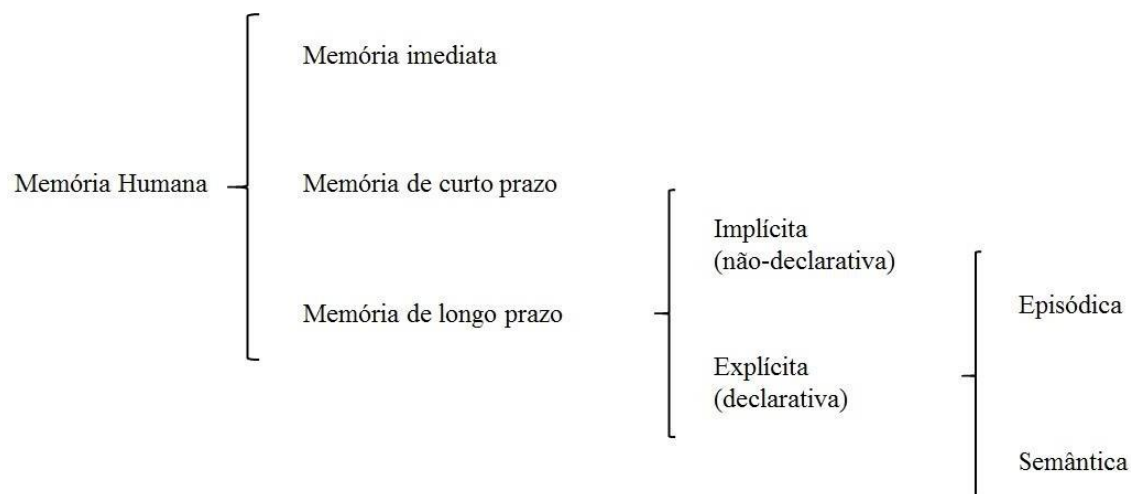 Memória imediata
Memória Humana
Memória de curto prazo
Implícita
(não-declarativa)
Memória de longo prazo
Episódica
Explícita
(declarativa)
Semântica